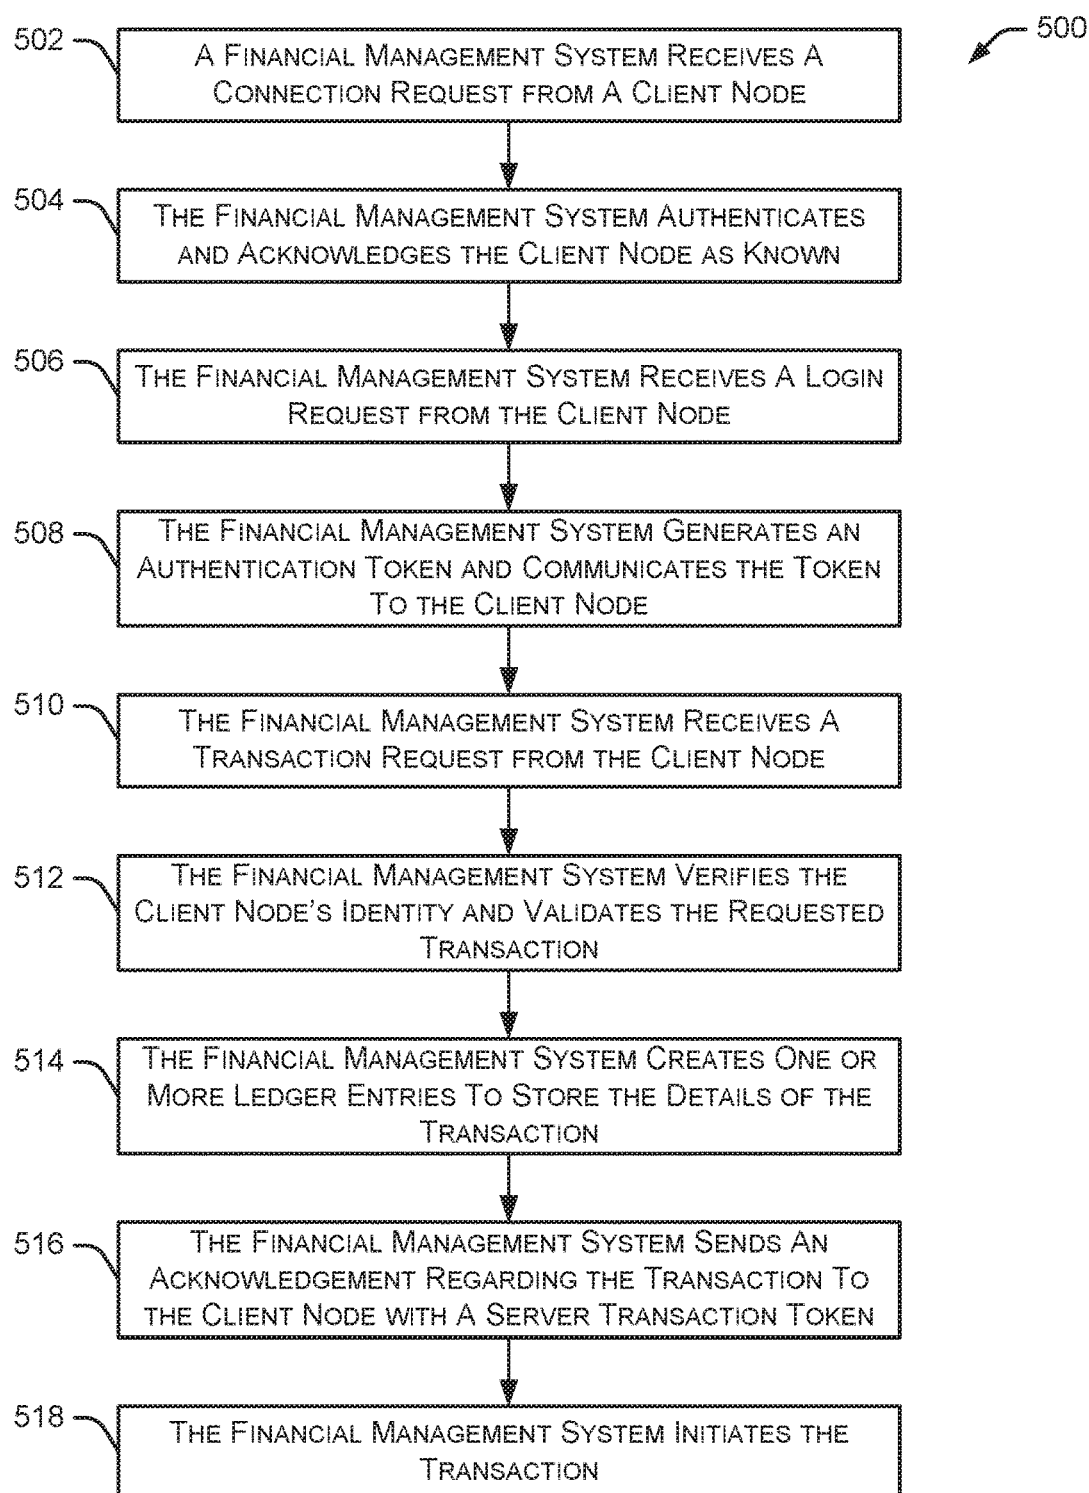 500
502
A FINANCIAL MANAGEMENT SYSTEM RECEIVES A
CONNECTION REQUEST FROM A CLIENT NODE
504
THE FINANCIAL MANAGEMENT SYSTEM AUTHENTICATES
AND ACKNOWLEDGES THE CLIENT NODE AS KNOWN
506
THE FINANCIAL MANAGEMENT SYSTEM RECEIVES A LOGIN
REQUEST FROM THE CLIENT NODE
508
THE FINANCIAL MANAGEMENT SYSTEM GENERATES AN
AUTHENTICATION TOKEN AND COMMUNICATES THE TOKEN
TO THE CLIENT NODE
510
THE FINANCIAL MANAGEMENT SYSTEM RECEIVES A
TRANSACTION REQUEST FROM THE CLIENT NODE
512
THE FINANCIAL MANAGEMENT SYSTEM VERIFIES THE
CLIENT NODE'S IDENTITY AND VALIDATES THE REQUESTED
TRANSACTION
514
THE FINANCIAL MANAGEMENT SYSTEM CREATES ONE OR
MORE LEDGER ENTRIES TO STORE THE DETAILS OF THE
TRANSACTION
516
THE FINANCIAL MANAGEMENT SYSTEM SENDS AN
ACKNOWLEDGEMENT REGARDING THE TRANSACTION TO
THE CLIENT NODE WITH A SERVER TRANSACTION TOKEN
518
THE FINANCIAL MANAGEMENT SYSTEM INITIATES THE
TRANSACTION